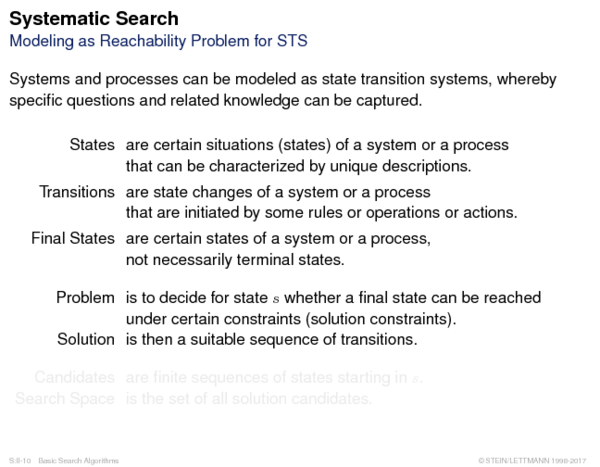 Systematic Search
Modeling as Reachability Problem for STS
Systems and processes can be modeled as state transition systems, whereby
specific questions and related knowledge can be captured.
States are certain situations (states) of a system or a process
that can be characterized by unique descriptions.
Transitions are state changes of a system or a process
that are initiated by some rules or operations or actions.
Final States are certain states of a system or a process,
not necessarily terminal states.
Problem is to decide for state s whether a final state can be reached
under certain constraints (solution constraints).
Solution is then a suitable sequence of transitions.
Candidates are finite sequences of states starting in s.
Search Space is the set of all solution candidates.
Basic Search Algorithms
© STEIN/LETTMANN 1998-2017